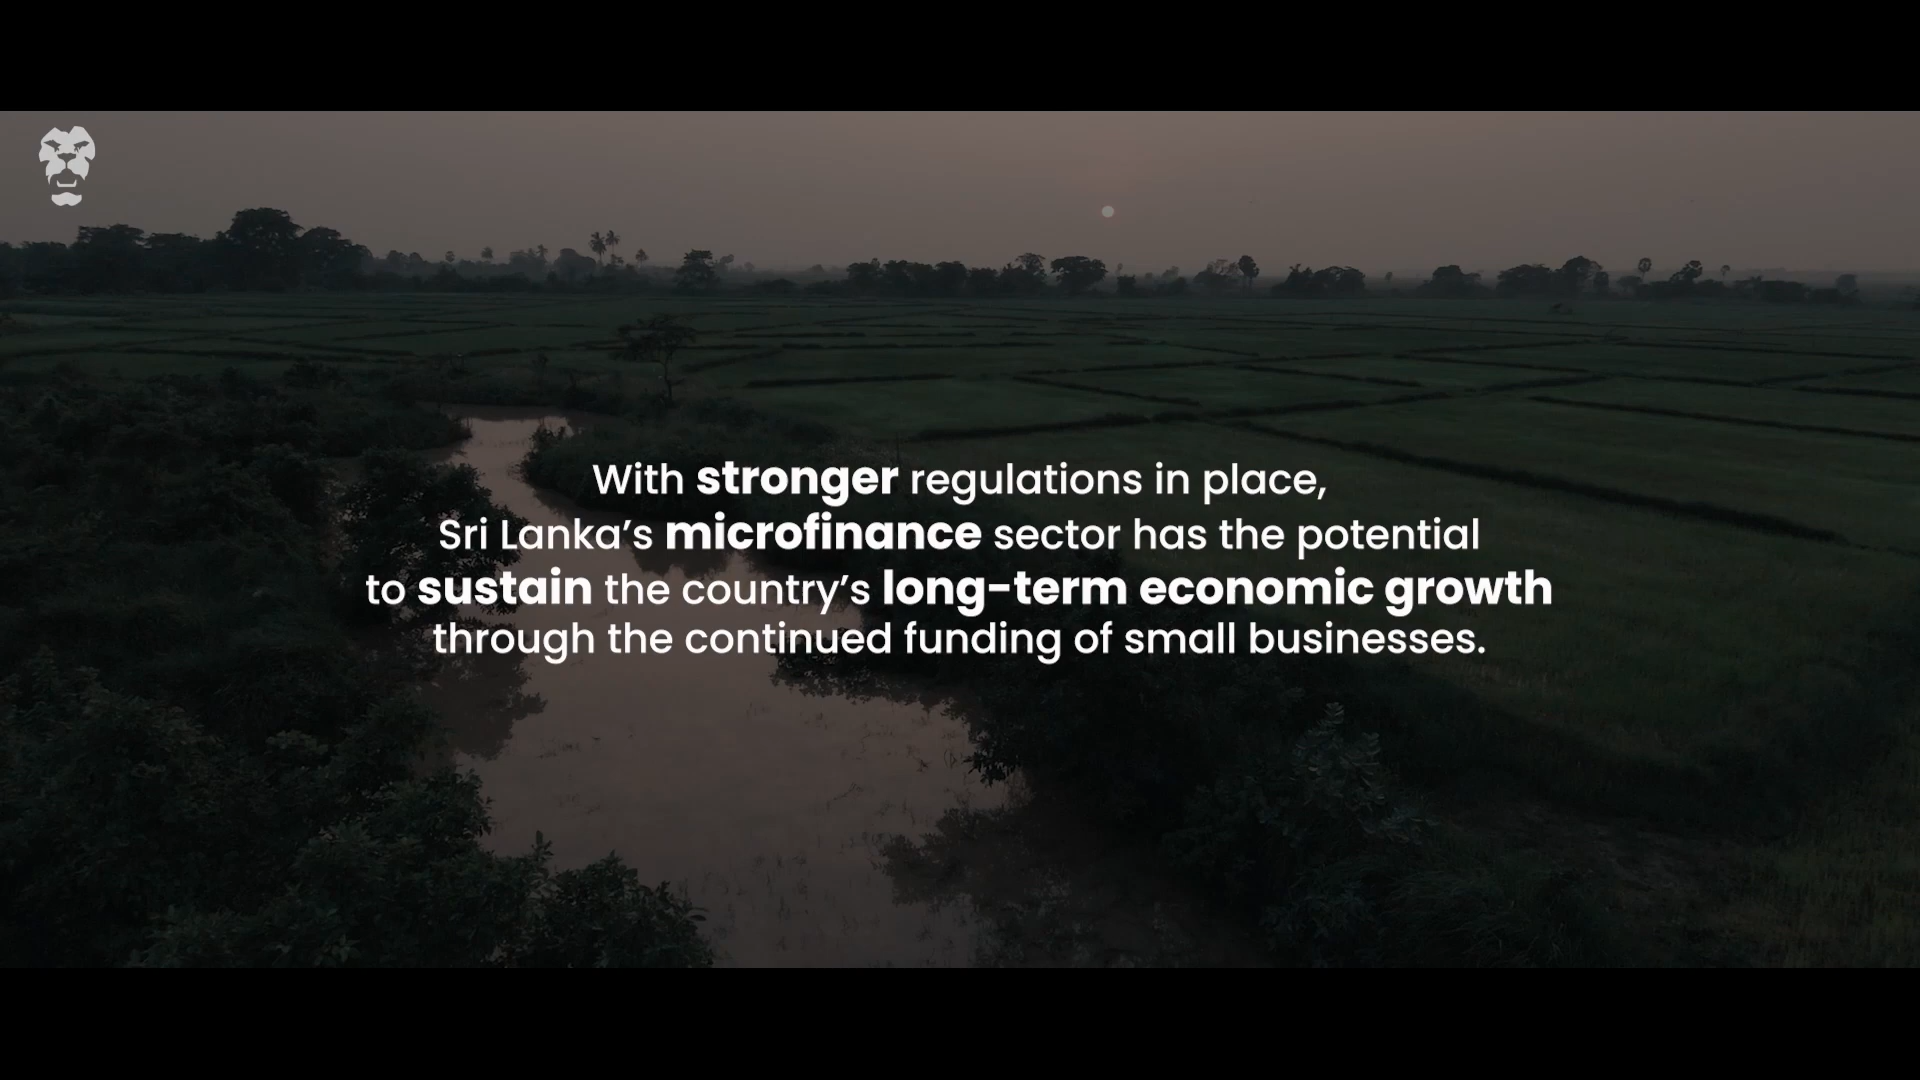 With stronger regulations in place,
Sri Lanka’s microfinance sector has the potential
to sustain the country’s long-term economic growth
through the continued funding of small businesses.